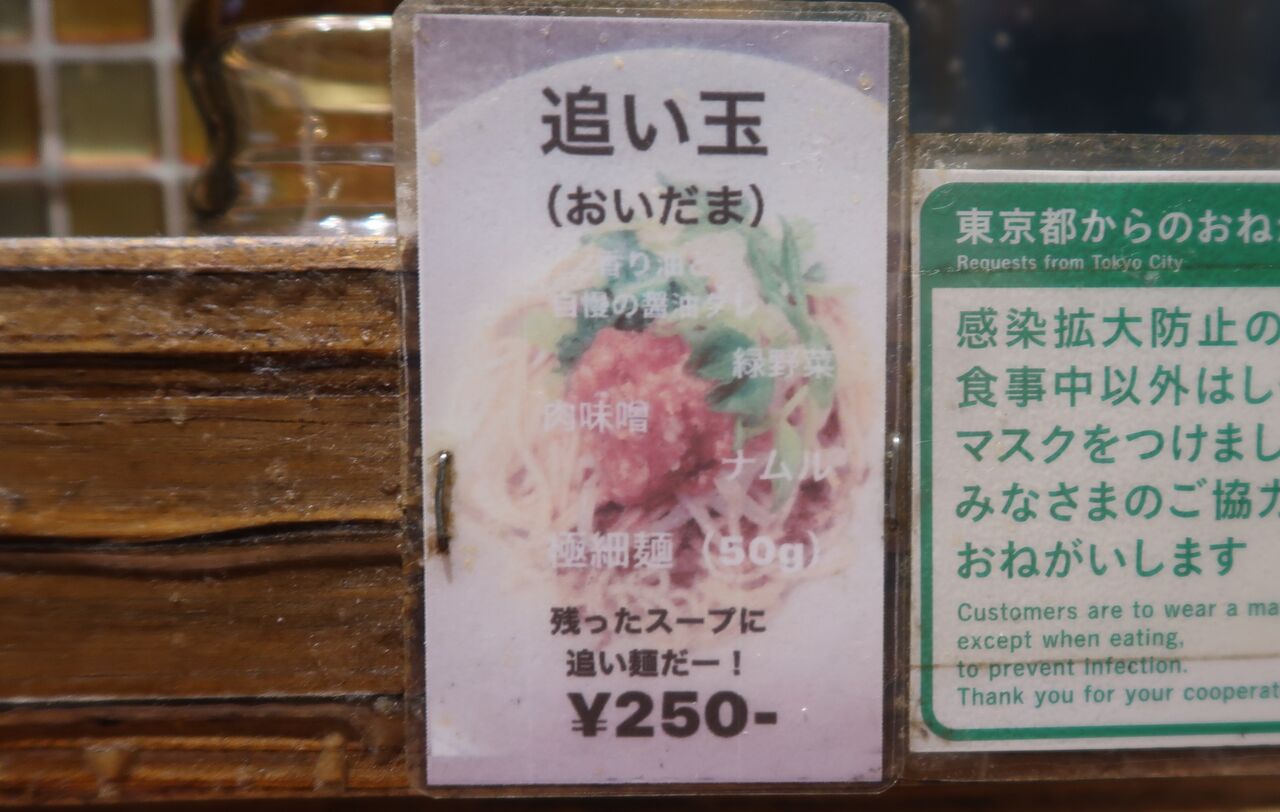 追い玉
(おいだま)
香り油と
自慢の醤油ダレ
緑野菜
肉味噌
ナムル
極細麺 (50g)
残ったスープに
追い麺だー！
¥250-
東京都からのおね
Requests from Tokyo City
感染拡大防止の
食事中以外はし
マスクをつけまし
みなさまのご協力
おねがいします
Customers are to wear a ma
except when eating,
to prevent infection.
Thank you for your cooperat